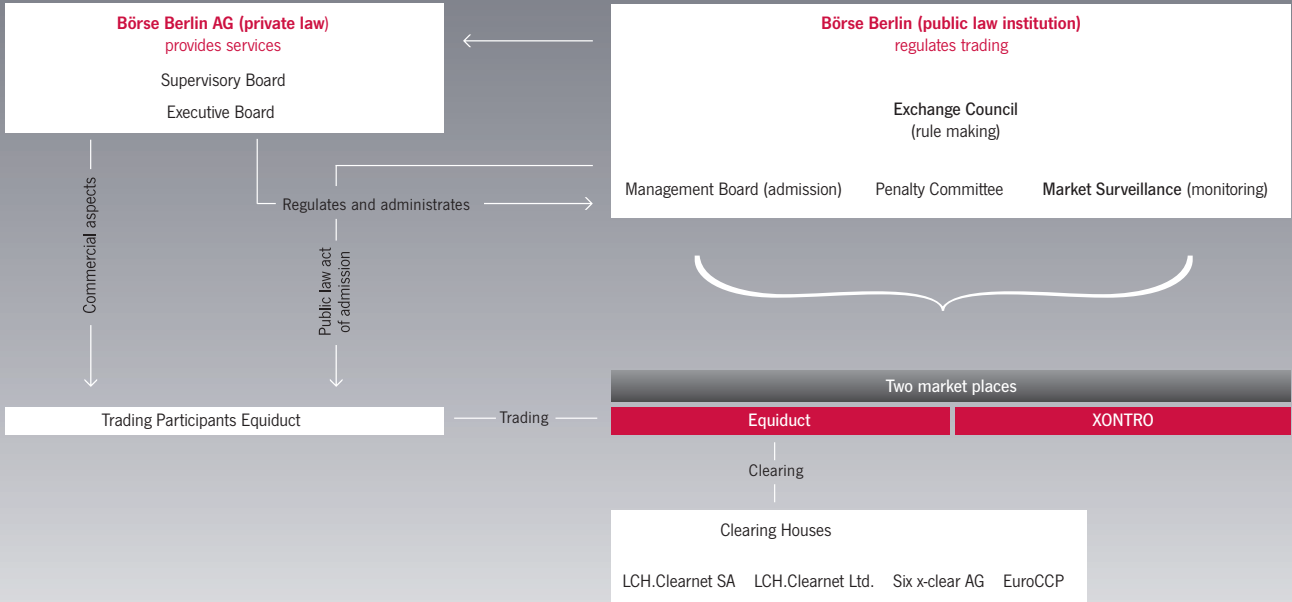 Börse Berlin AG (private law)
provides services
Supervisory Board
Executive Board
Börse Berlin (public law institution)
regulates trading
Exchange Council
(rule making)
Management Board (admission)
Penalty Committee
Market Surveillance (monitoring)
Commercial aspects
Regulates and administrates
Public law act
of admission
Two market places
Trading Participants Equiduct
Trading
Equiduct
XONTRO
Clearing
Clearing Houses
LCH.Clearnet SA
LCH.Clearnet Ltd.
Six x-clear AG
EuroCCP